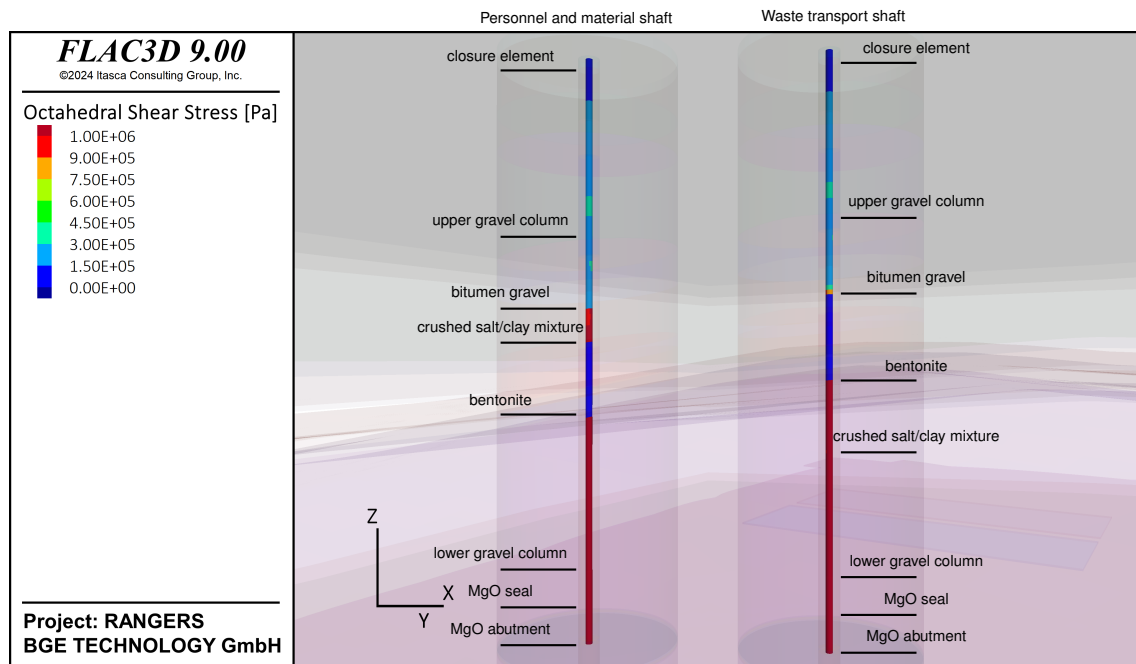 Personnel and material shaft
Waste transport shaft
FLAC3D 9.00
©2024 Itasca Consulting Group, Inc.
Octahedral Shear Stress [Pa]
1.00E+06
9.00E+05
7.50E+05
6.00E+05
4.50E+05
3.00E+05
1.50E+05
0.00E+00
Project: RANGERS
BGE TECHNOLOGY GmbH
closure element
upper gravel column
bitumen gravel
crushed salt/clay mixture
bentonite
lower gravel column
MgO seal
MgO abutment
closure element
upper gravel column
bitumen gravel
bentonite
crushed salt/clay mixture
lower gravel column
MgO seal
MgO abutment
Z
X
Y